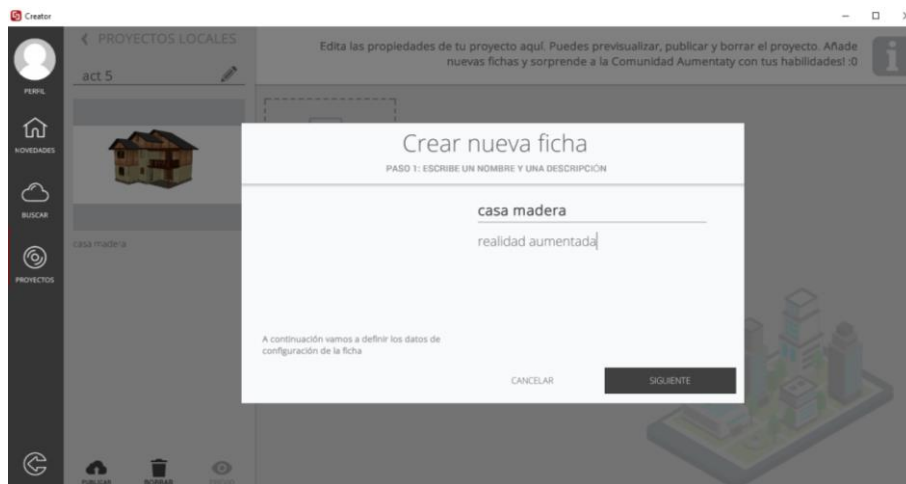 Creator
PROYECTOS LOCALES
act 5
Edita las propiedades de tu proyecto aquí. Puedes previsualizar, publicar y borrar el proyecto. Añade
nuevas fichas y sorprende a la Comunidad Aumentaty con tus habilidades! :0
PERFIL
NOVEDADES
BUSCAR
PROYECTOS
casa madera
Crear nueva ficha
PASO 1: ESCRIBE UN NOMBRE Y UNA DESCRIPCIÓN
casa madera
realidad aumentada
A continuación vamos a definir los datos de
configuración de la ficha
CANCELAR
SIGUIENTE
PUBLICAR
BORRAR